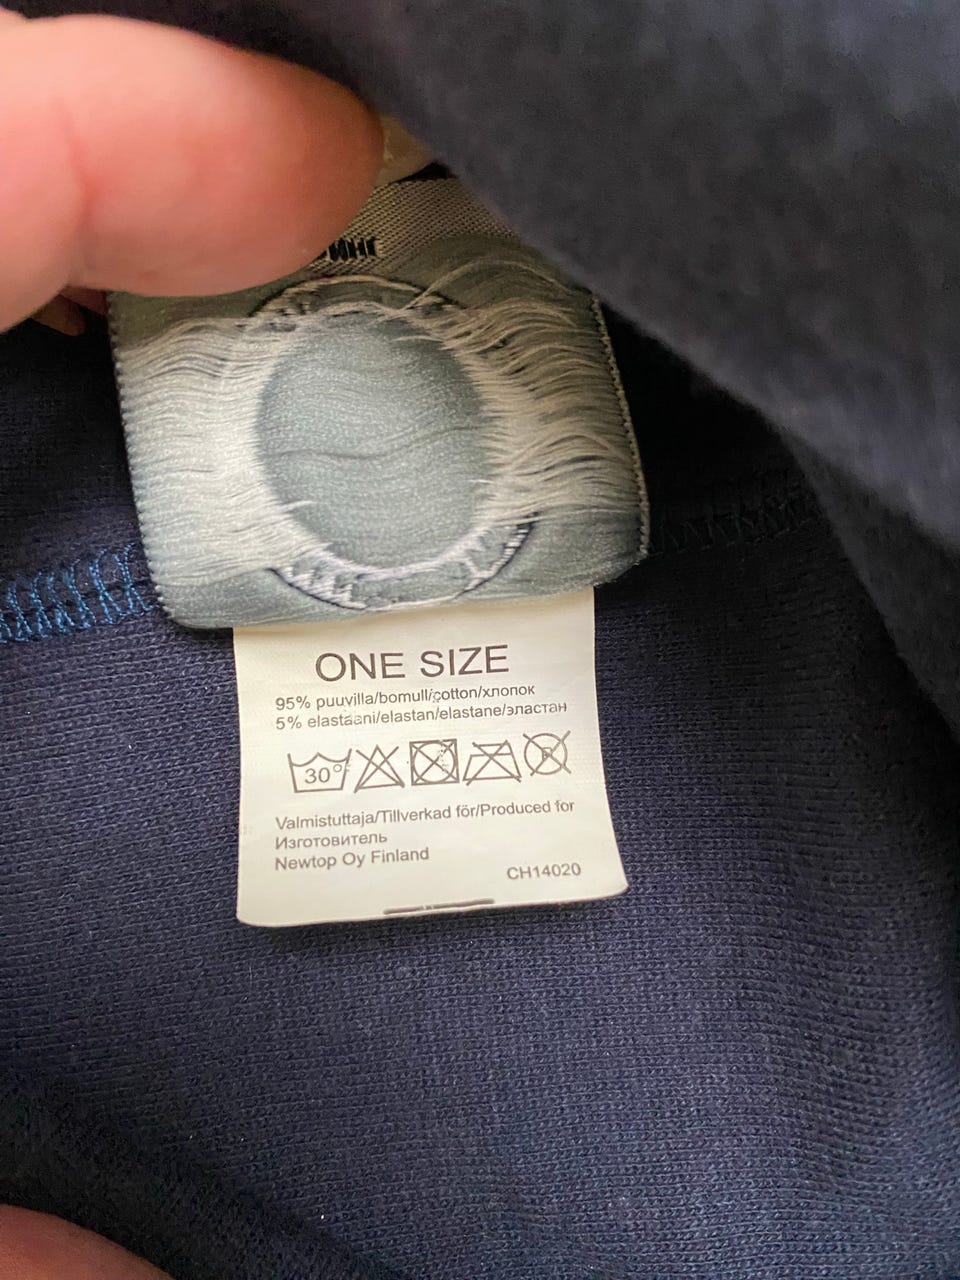 ONE SIZE
95% puuvilla/bomull/cotton/хлопок
5% elastaani/elastan/elastane/эластан
30°
P
Valmistuttaja/Tillverkad för/Produced for
Изготовитель
Newtop Oy Finland
CH14020